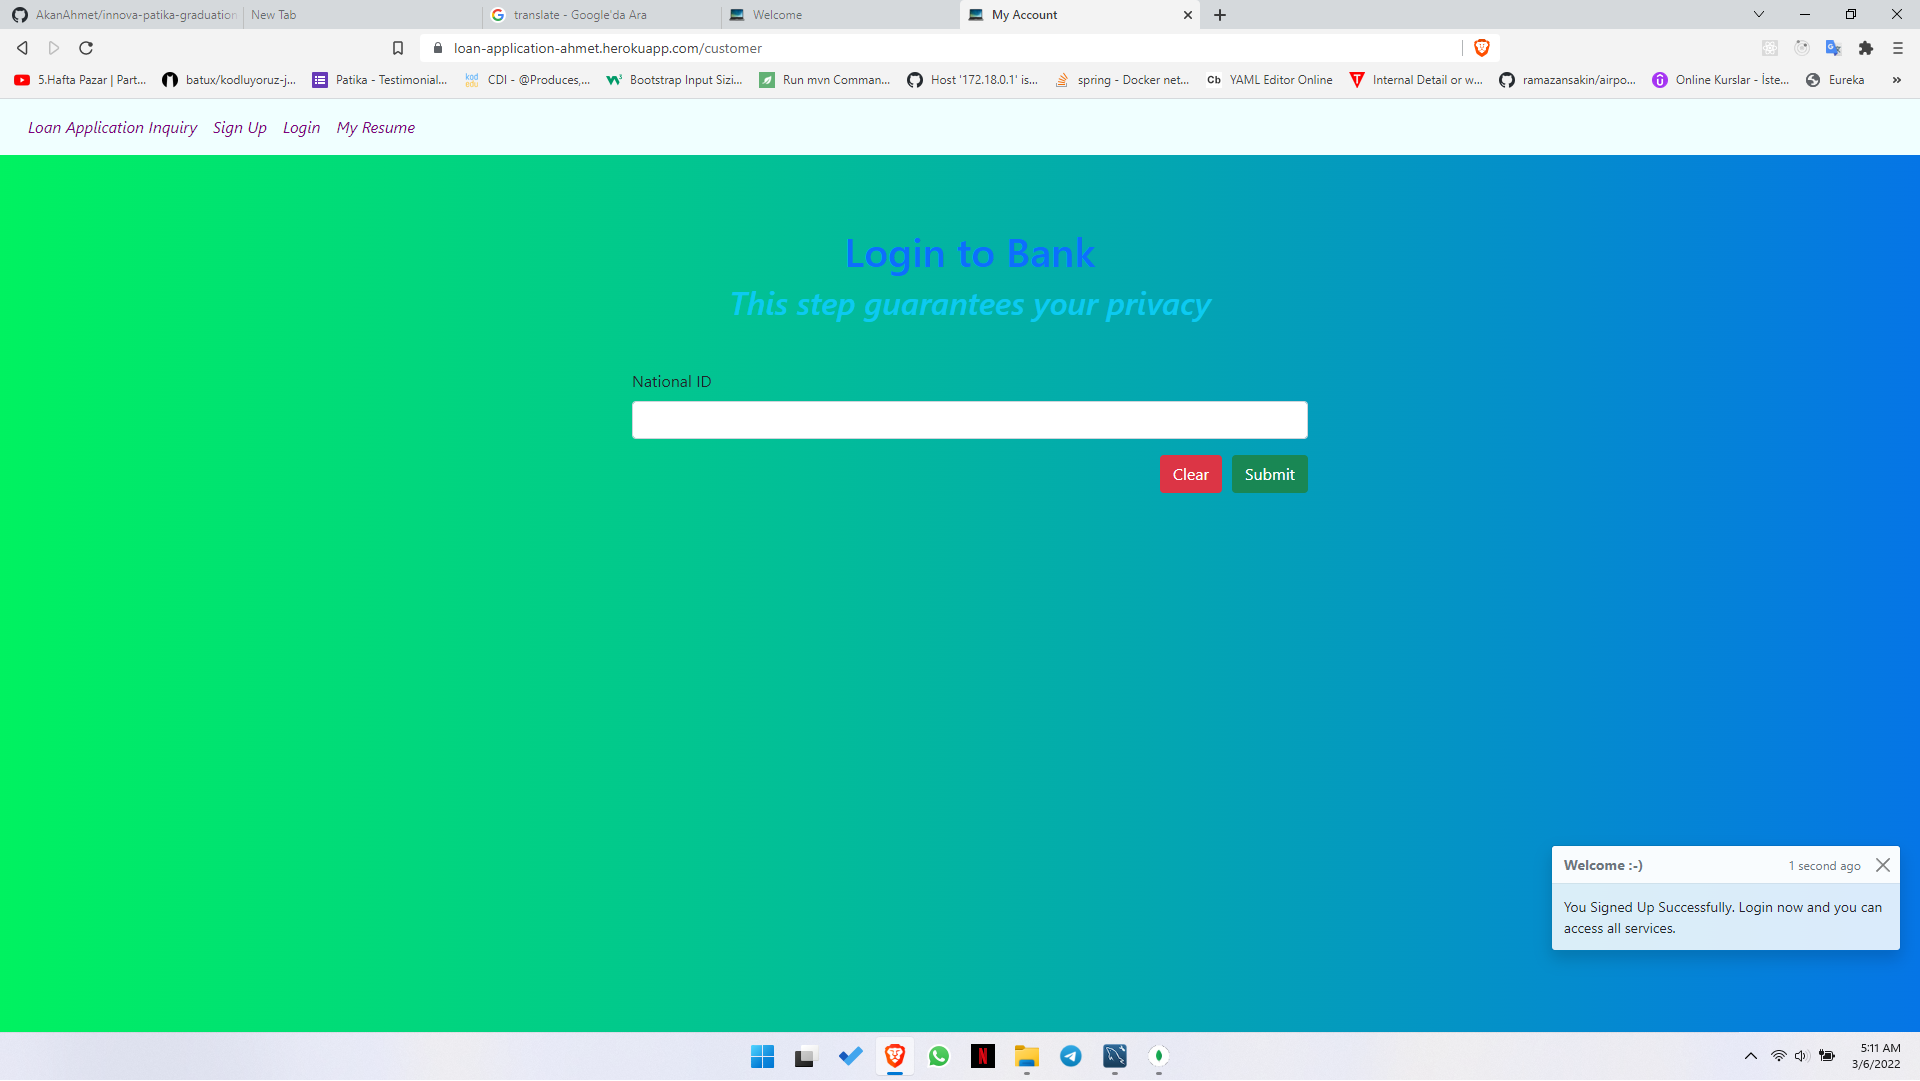 AkanAhmet/innova-patika-graduation
New Tab
translate - Google'da Ara
Welcome
My Account
loan-application-ahmet.herokuapp.com/customer
5.Hafta Pazar | Part...
batux/kodluyoruz-j...
Patika - Testimonial...
kod
edu
CDI - @Produces,...
W3
Bootstrap Input Sizi...
Run mvn Comman...
Host '172.18.0.1' is...
spring - Docker net...
Cb
YAML Editor Online
Internal Detail or w...
ramazansakin/airpo...
Online Kurslar - İste...
Eureka
»
Loan Application Inquiry
Sign Up
Login
My Resume
Login to Bank
This step guarantees your privacy
National ID
Clear
Submit
Welcome :-)
1 second ago
You Signed Up Successfully. Login now and you can
access all services.
N
5:11 AM
3/6/2022